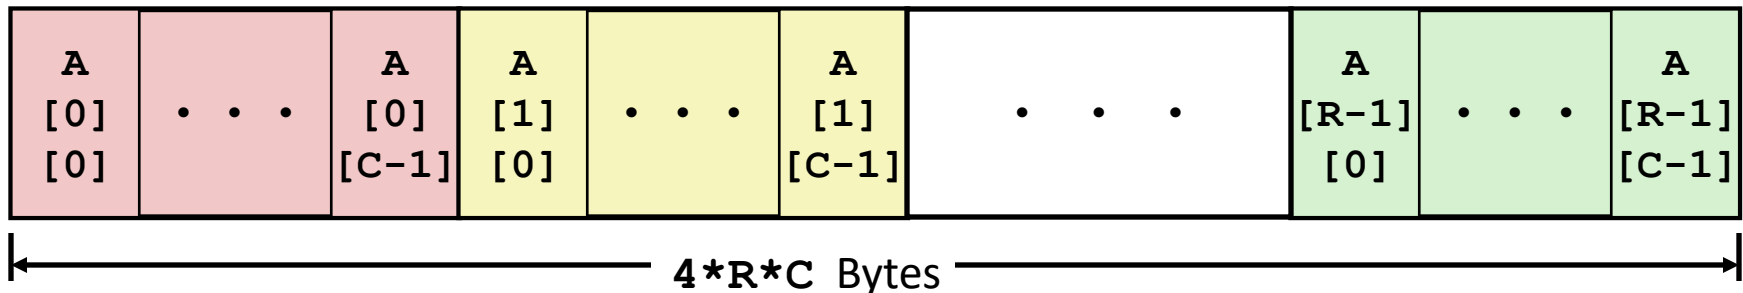 A · · · A A · · · A · · · A · · · A
[0] [0] [1] [1] [R-1] [R-1]
[0] [C-1] [0] [C-1] [0] [C-1]
4*R*C Bytes